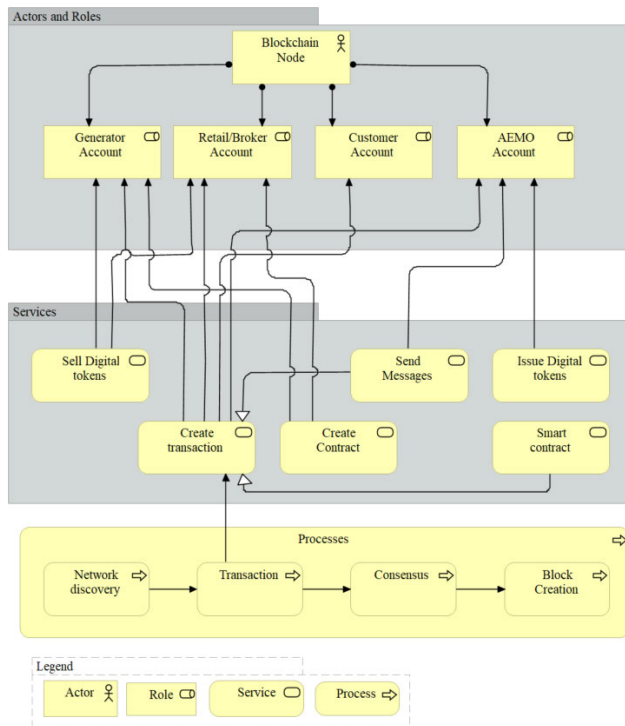 Actors and Roles
Blockchain
Node
Generator
Account
Retail/Broker
Account
Customer
Account
AEMO
Account
Services
Sell Digital
tokens
Send
Messages
Issue Digital
tokens
Create
transaction
Create
Contract
Smart
contract
Processes
Network
discovery
Transaction
Consensus
Block
Creation
Legend
Actor
Role
Service
Process